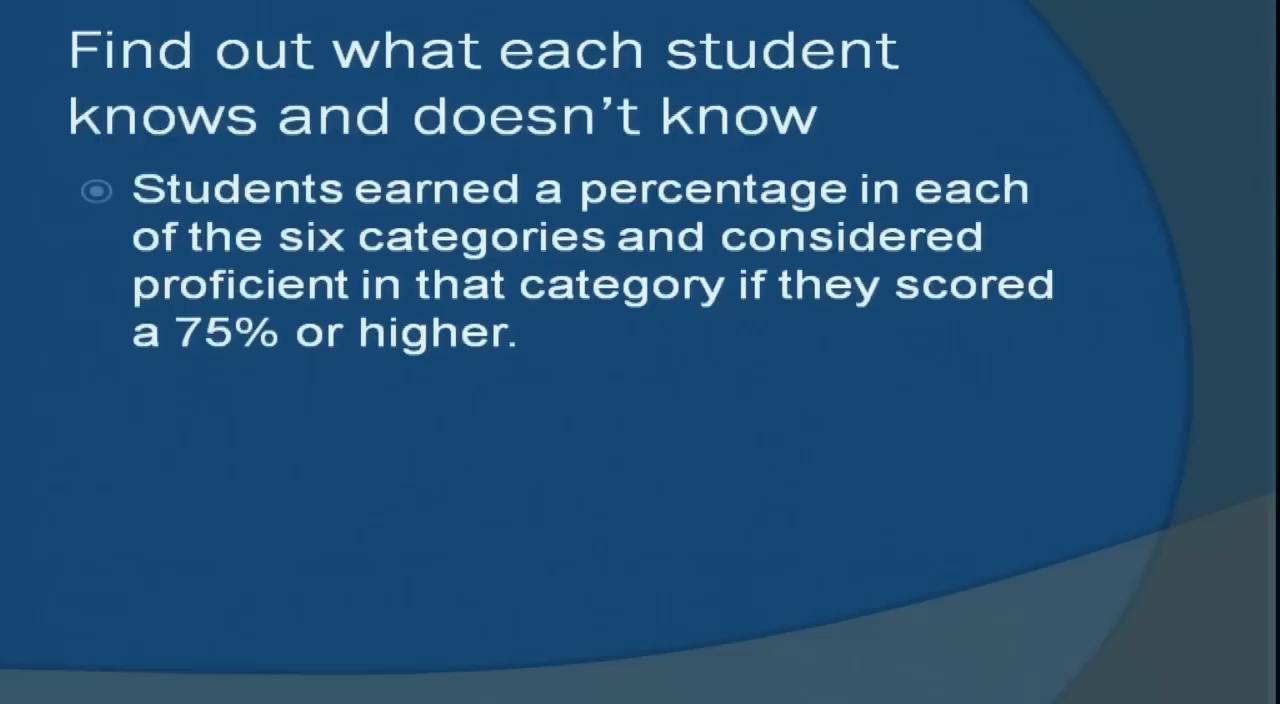 Find out what each student
knows and doesn’t know
Students earned a percentage in each
of the six categories and considered
proficient in that category if they scored
a 75% or higher.